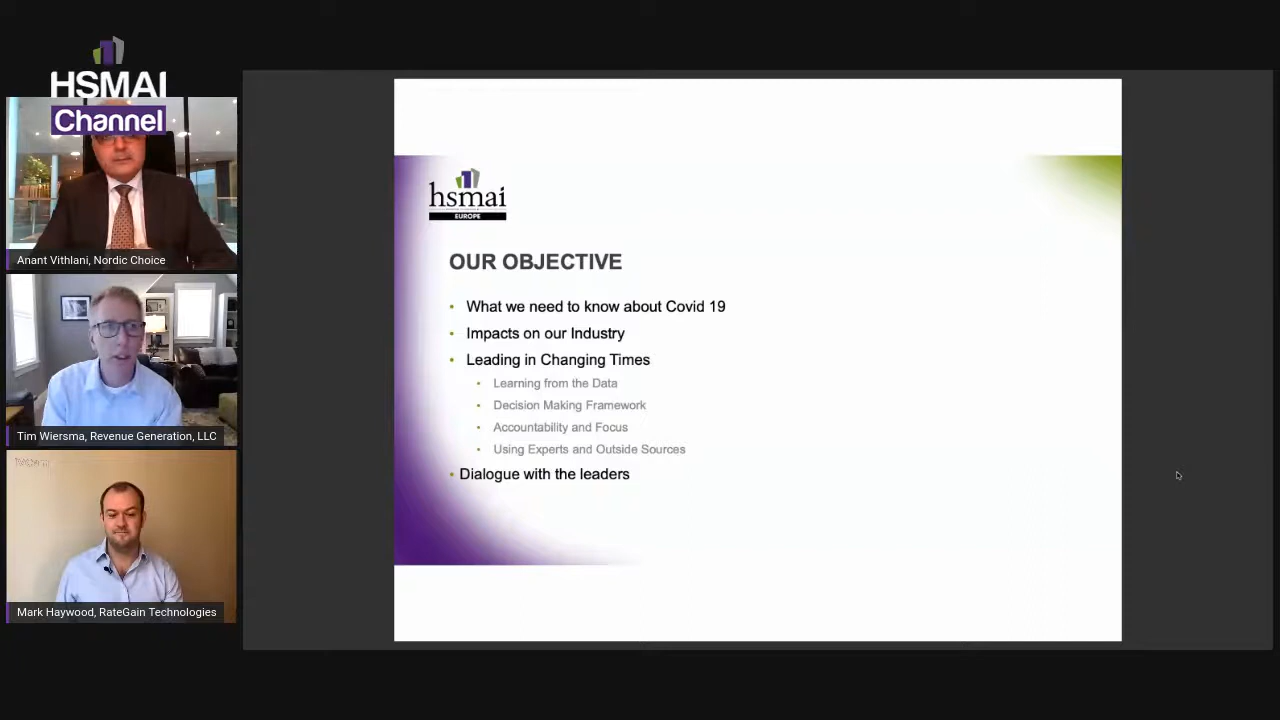 HSMAI
Channel
Anant Vithlani, Nordic Choice
Tim Wiersma, Revenue Generation, LLC
Mark Haywood, RateGain Technologies
hsmai
EUROPE
OUR OBJECTIVE
• What we need to know about Covid 19
• Impacts on our Industry
• Leading in Changing Times
• Learning from the Data
• Decision Making Framework
• Accountability and Focus
• Using Experts and Outside Sources
• Dialogue with the leaders